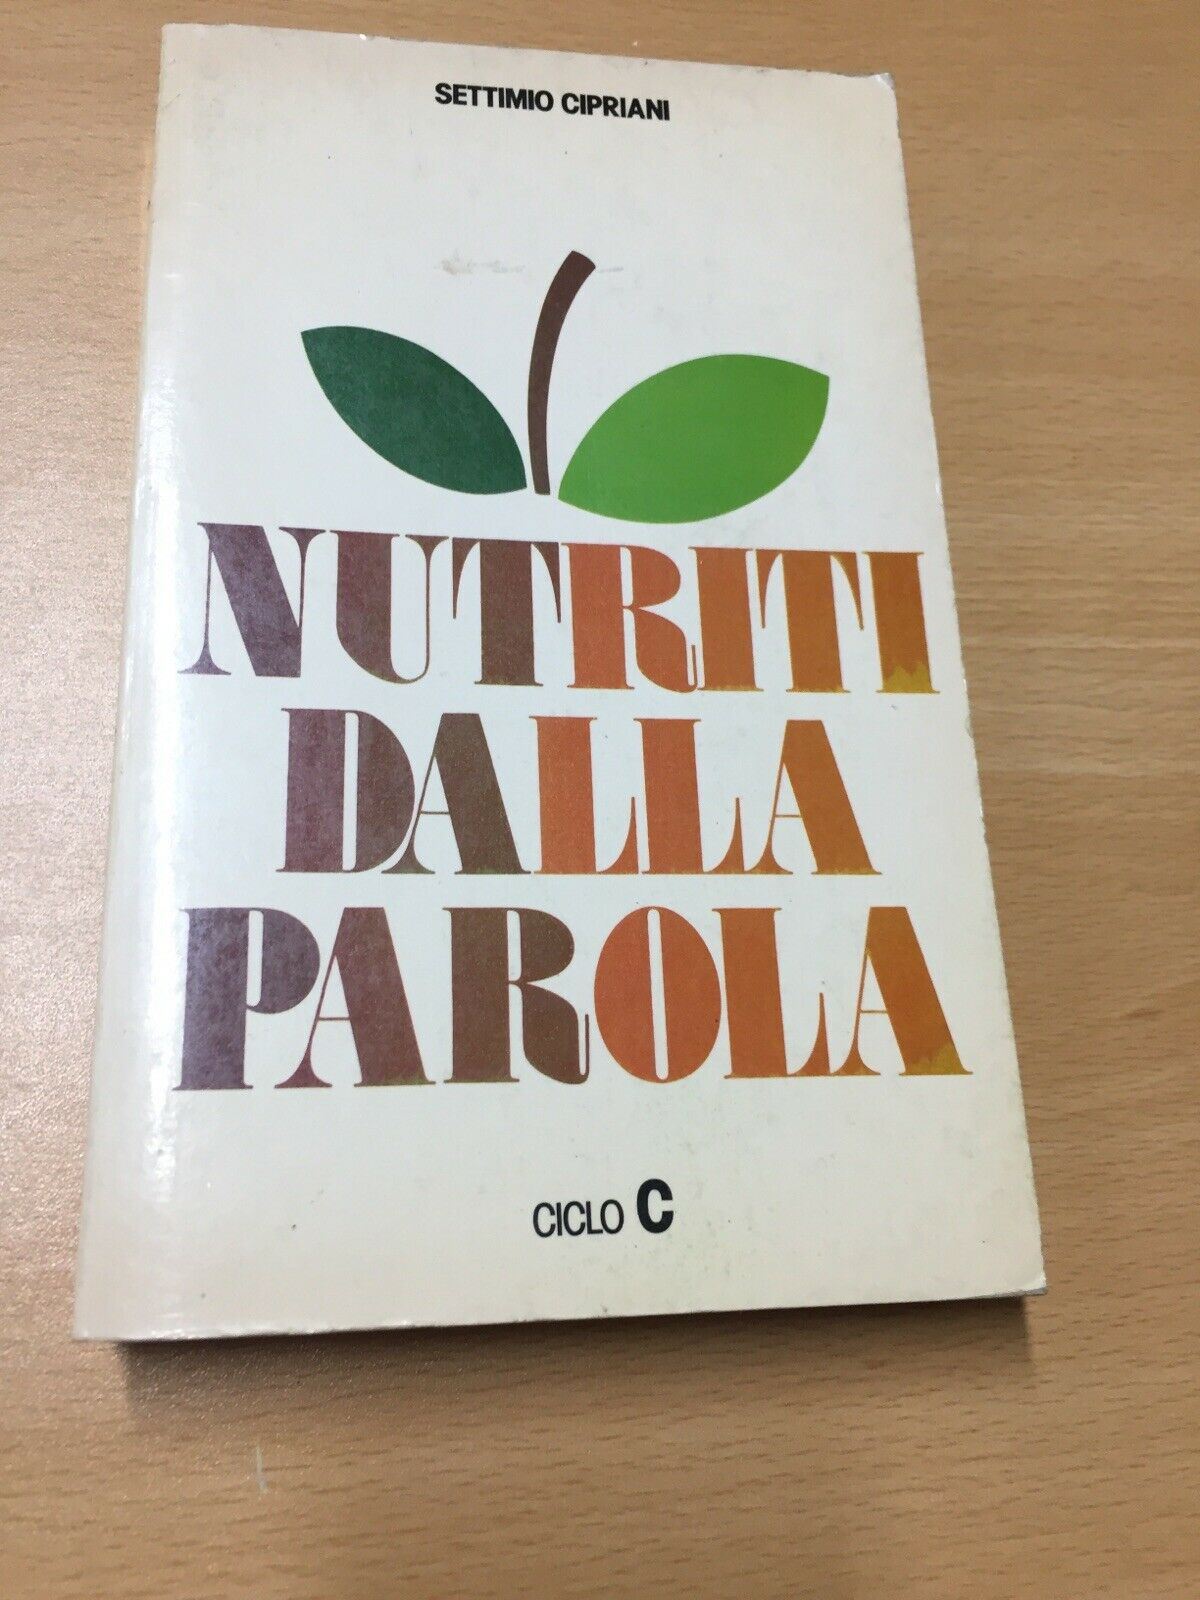 SETTIMIO CIPRIANI
NUTRITI
DALLA
PAROLA
CICLO C